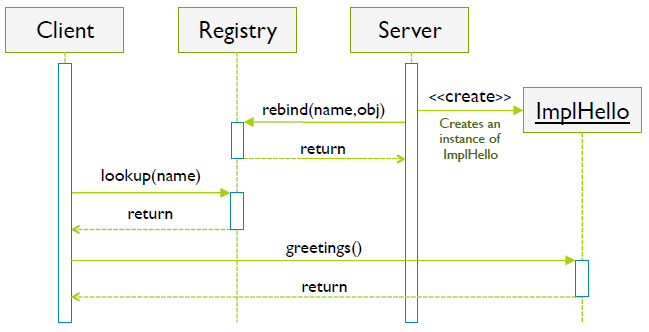 Client
Registry
Server
<<create>>
ImplHello
rebind(name,obj)
Creates an
instance of
ImplHello
return
lookup(name)
return
greetings()
return